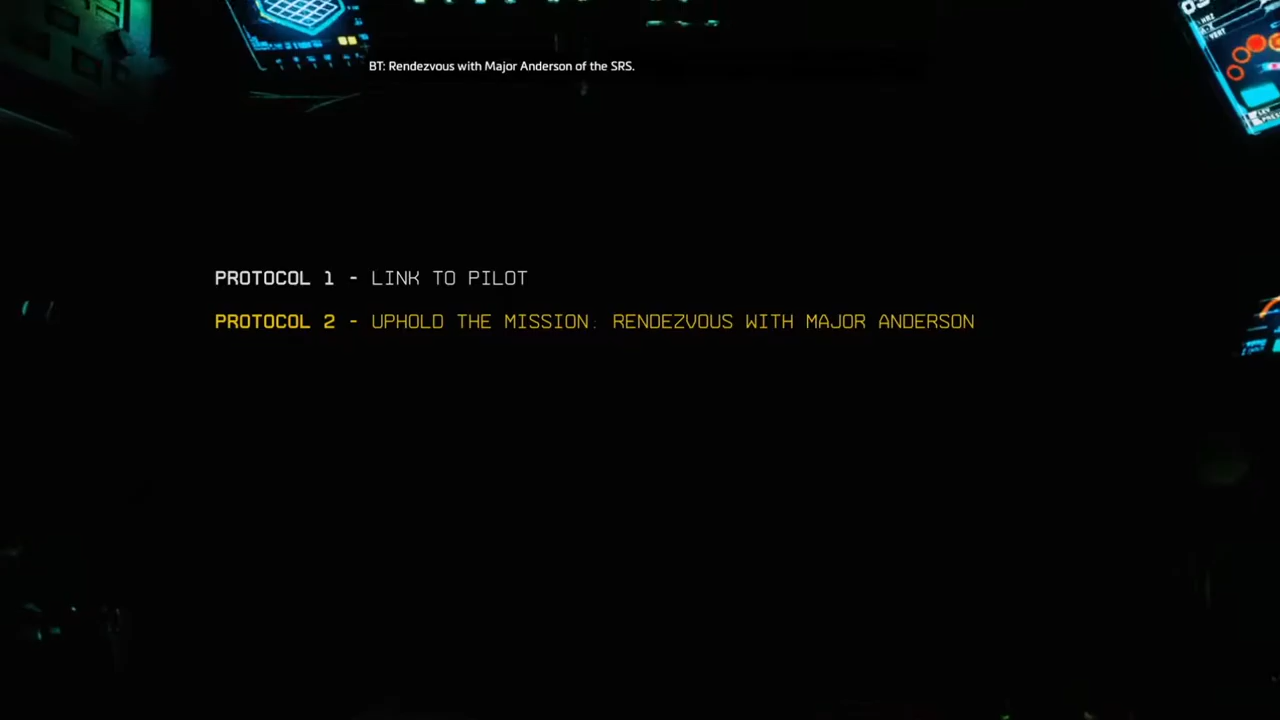 BT: Rendezvous with Major Anderson of the SRS.
PROTOCOL 1 - LINK TO PILOT
PROTOCOL 2 - UPHOLD THE MISSION: RENDEZVOUS WITH MAJOR ANDERSON